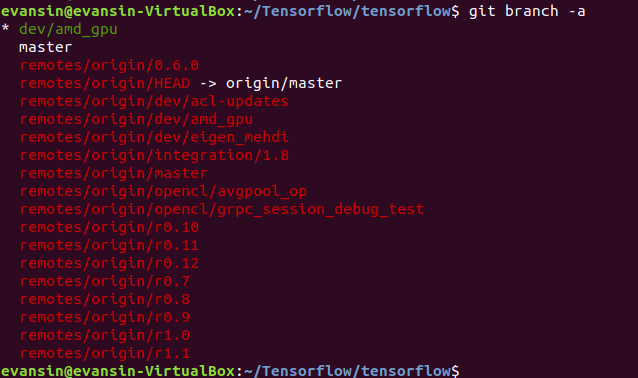 evansin@evansin-VirtualBox:~/Tensorflow/tensorflow$ git branch -a
* dev/amd_gpu
  master
  remotes/origin/0.6.0
  remotes/origin/HEAD -> origin/master
  remotes/origin/dev/acl-updates
  remotes/origin/dev/amd_gpu
  remotes/origin/dev/eigen_mehdi
  remotes/origin/integration/1.8
  remotes/origin/master
  remotes/origin/opencl/avgpool_op
  remotes/origin/opencl/grpc_session_debug_test
  remotes/origin/r0.10
  remotes/origin/r0.11
  remotes/origin/r0.12
  remotes/origin/r0.7
  remotes/origin/r0.8
  remotes/origin/r0.9
  remotes/origin/r1.0
  remotes/origin/r1.1
evansin@evansin-VirtualBox:~/Tensorflow/tensorflow$